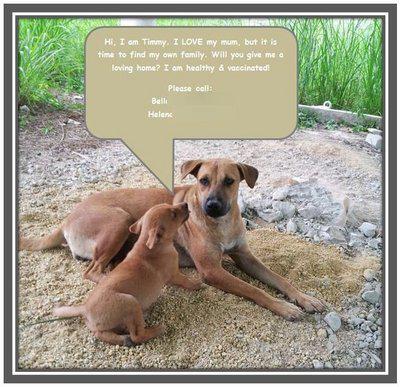 Hi, I am Timmy. I LOVE my mum, but it is
time to find my own family. Will you give me a
loving home? I am healthy & vaccinated!
Please call: